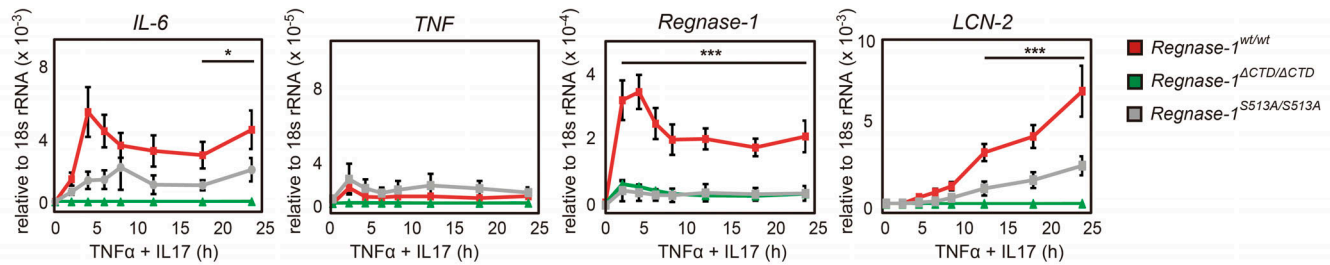 IL-6
relative to 18s rRNA (x 10-3)
8
4
0
*
0 5 10 15 20 25
TNFα + IL17 (h)
TNF
relative to 18s rRNA (x 10-5)
8
4
0
0 5 10 15 20 25
TNFα + IL17 (h)
Regnase-1
relative to 18s rRNA (x 10-4)
4
2
0
***
0 5 10 15 20 25
TNFα + IL17 (h)
LCN-2
relative to 18s rRNA (x 10-3)
10
5
0
***
0 5 10 15 20 25
TNFα + IL17 (h)
Regnase-1wt/wt
Regnase-1ΔCTD/ΔCTD
Regnase-1S513A/S513A